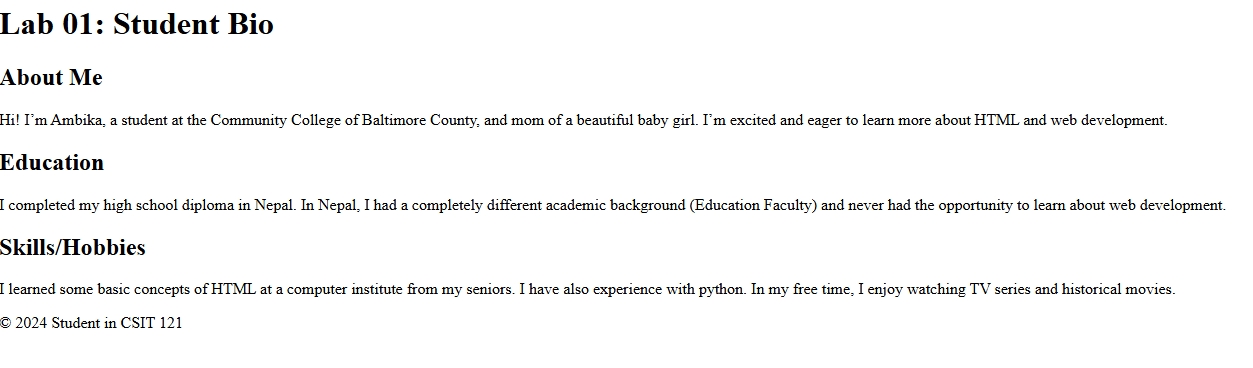 Lab 01: Student Bio
About Me
Hi! I’m Ambika, a student at the Community College of Baltimore County, and mom of a beautiful baby girl. I’m excited and eager to learn more about HTML and web development.
Education
I completed my high school diploma in Nepal. In Nepal, I had a completely different academic background (Education Faculty) and never had the opportunity to learn about web development.
Skills/Hobbies
I learned some basic concepts of HTML at a computer institute from my seniors. I have also experience with python. In my free time, I enjoy watching TV series and historical movies.
© 2024 Student in CSIT 121